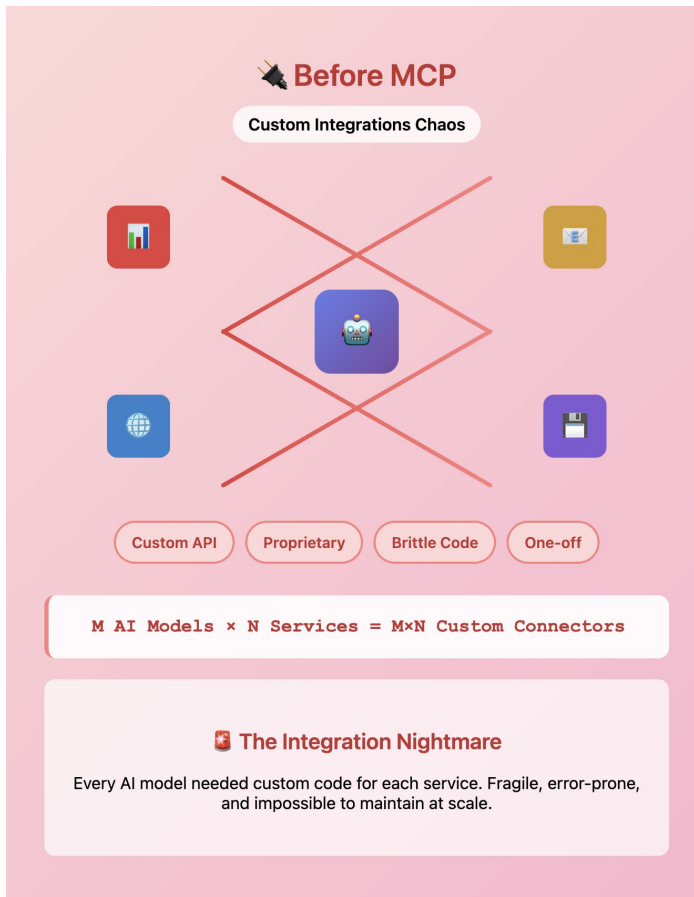 Before MCP
Custom Integrations Chaos
Custom API
Proprietary
Brittle Code
One-off
M AI Models × N Services = M×N Custom Connectors
The Integration Nightmare
Every AI model needed custom code for each service. Fragile, error-prone,
and impossible to maintain at scale.